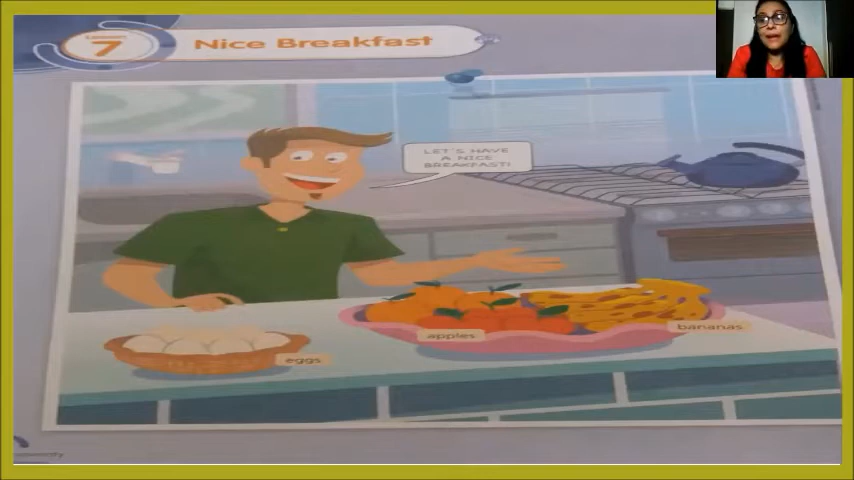 Lesson
7
Nice Breakfast
LET'S HAVE
A NICE
BREAKFAST!
eggs
apples
bananas